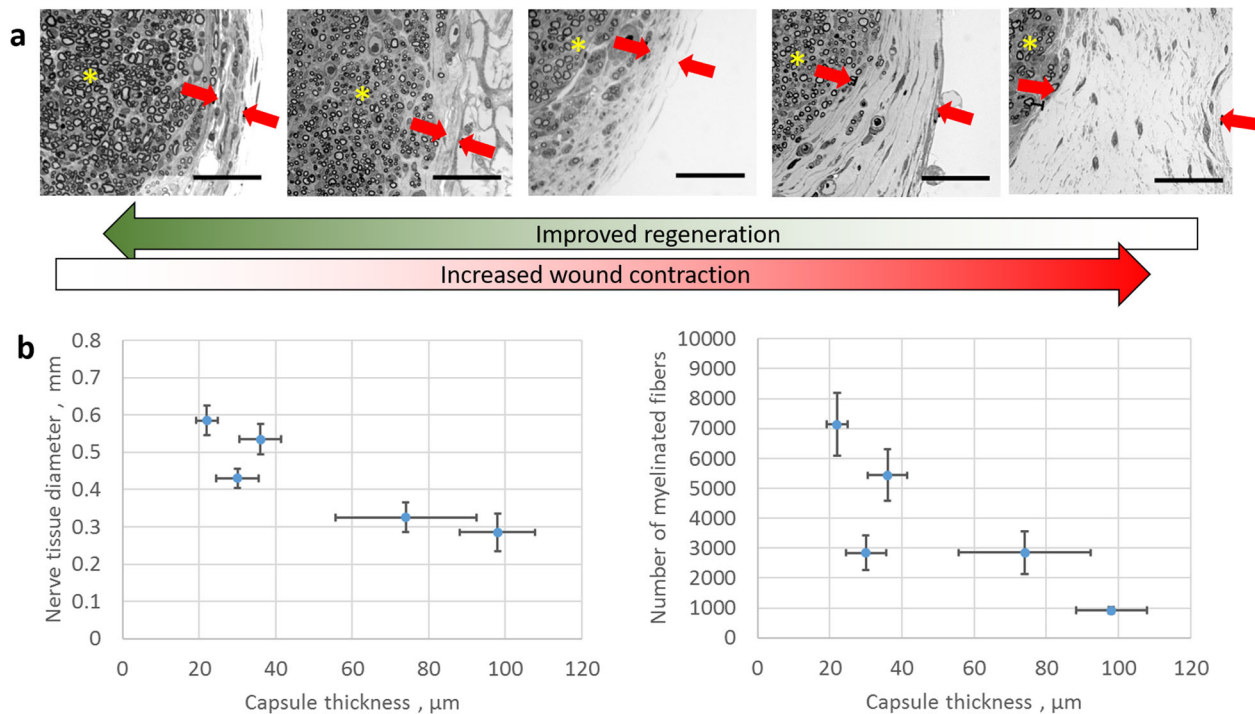 a
Improved regeneration
Increased wound contraction
b
Nerve tissue diameter , mm
0.8
0.7
0.6
0.5
0.4
0.3
0.2
0.1
0
0 20 40 60 80 100 120
Capsule thickness , µm
Number of myelinated fibers
10000
9000
8000
7000
6000
5000
4000
3000
2000
1000
0
0 20 40 60 80 100 120
Capsule thickness , µm